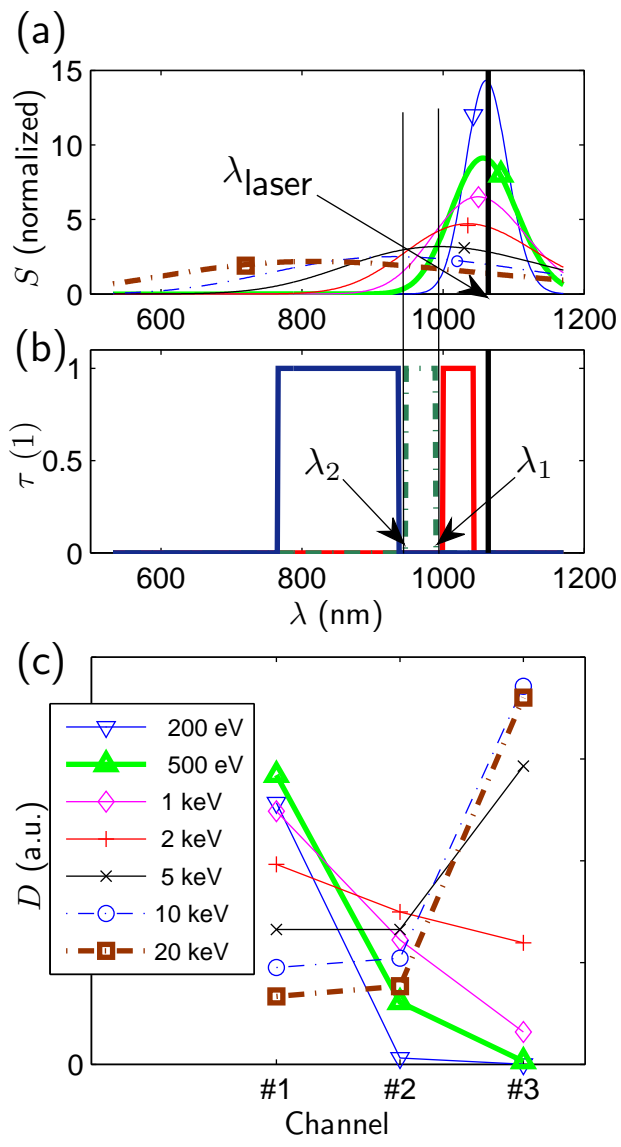 (a)
15
10
5
0
S (normalized)
λlaser
600 800 1000 1200
(b)
1
0.5
0
τ (1)
λ2
λ1
600 800 1000 1200
λ (nm)
(c)
200 eV
500 eV
1 keV
2 keV
5 keV
10 keV
20 keV
D (a.u.)
0
#1 #2 #3
Channel